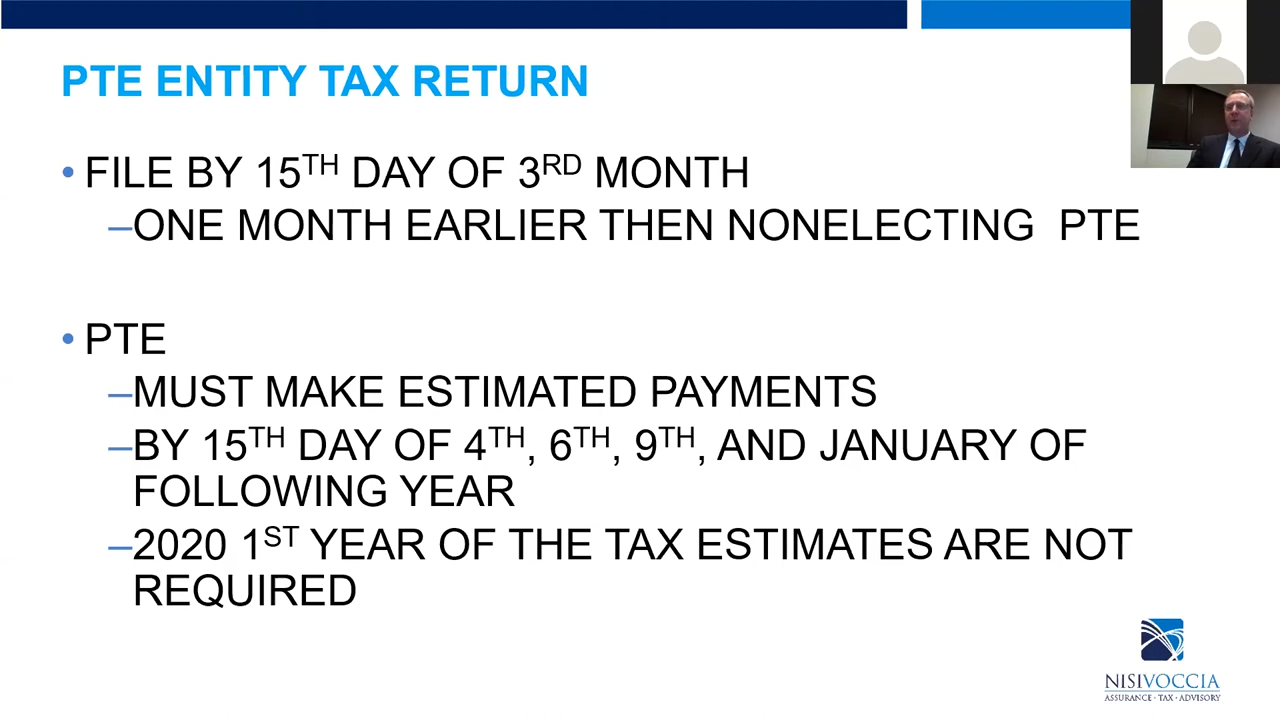 PTE ENTITY TAX RETURN
• FILE BY 15TH DAY OF 3RD MONTH
–ONE MONTH EARLIER THEN NONELECTING PTE
• PTE
–MUST MAKE ESTIMATED PAYMENTS
–BY 15TH DAY OF 4TH, 6TH, 9TH, AND JANUARY OF
FOLLOWING YEAR
–2020 1ST YEAR OF THE TAX ESTIMATES ARE NOT
REQUIRED
NISIVOCCIA
ASSURANCE · TAX · ADVISORY